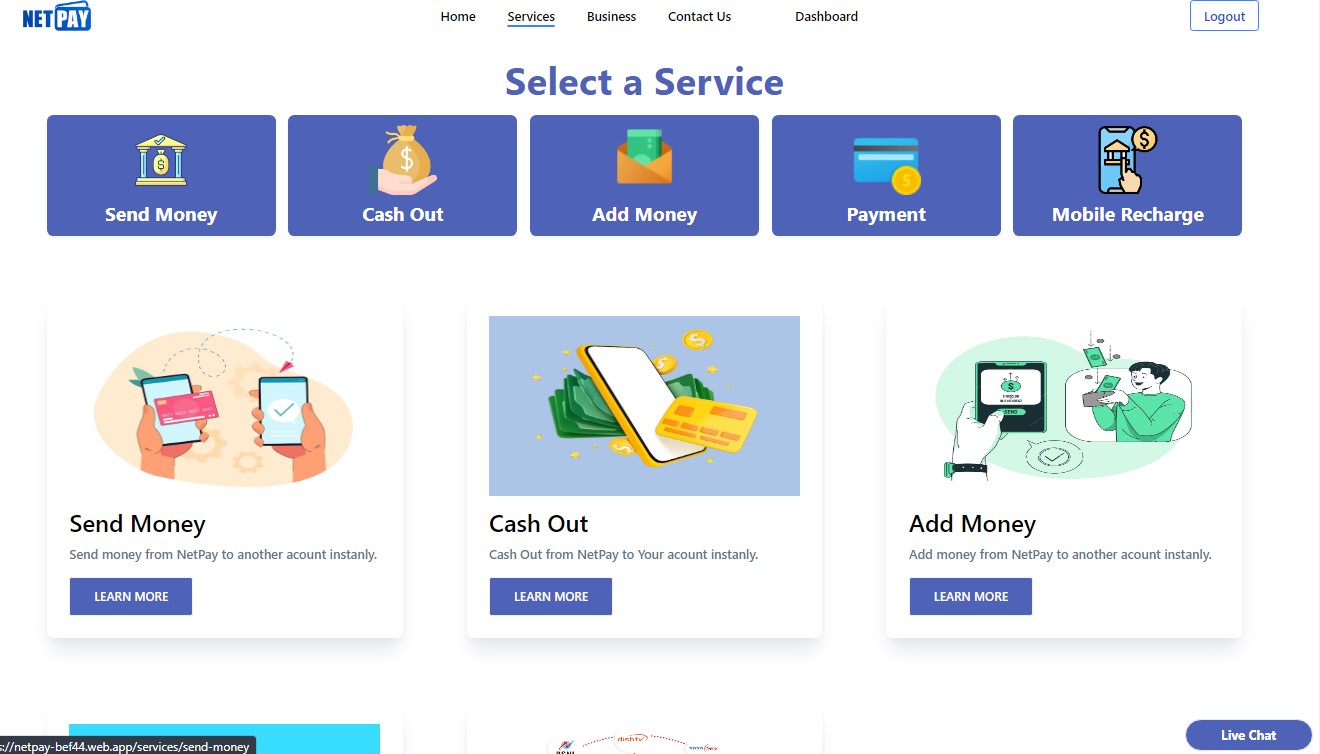 NETPAY
Home Services Business Contact Us Dashboard Logout
Select a Service
Send Money Cash Out Add Money Payment Mobile Recharge
Send Money
Send money from NetPay to another acount instanly.
LEARN MORE
Cash Out
Cash Out from NetPay to Your acount instanly.
LEARN MORE
SEND
Add Money
Add money from NetPay to another acount instanly.
LEARN MORE
BSNL
dishtv
Live Chat
s://netpay-bef44.web.app/services/send-money